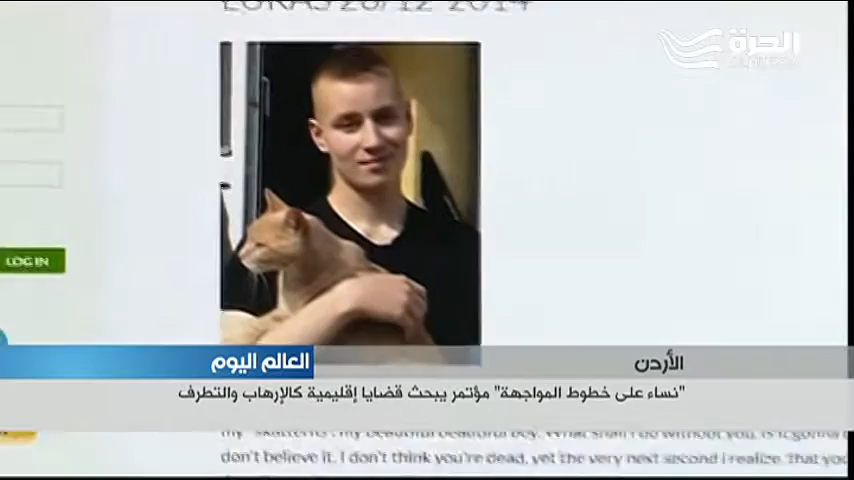 LUKAS 28/12-2014
الحرة
LOG IN
العالم اليوم
الأردن
"نساء على خطوط المواجهة" مؤتمر يبحث قضايا إقليمية كالإرهاب والتطرف
my beautiful beautiful boy. What shall I do without you, is it gonna
don't believe it. I don't think you're dead, yet the very next second i realize, that you